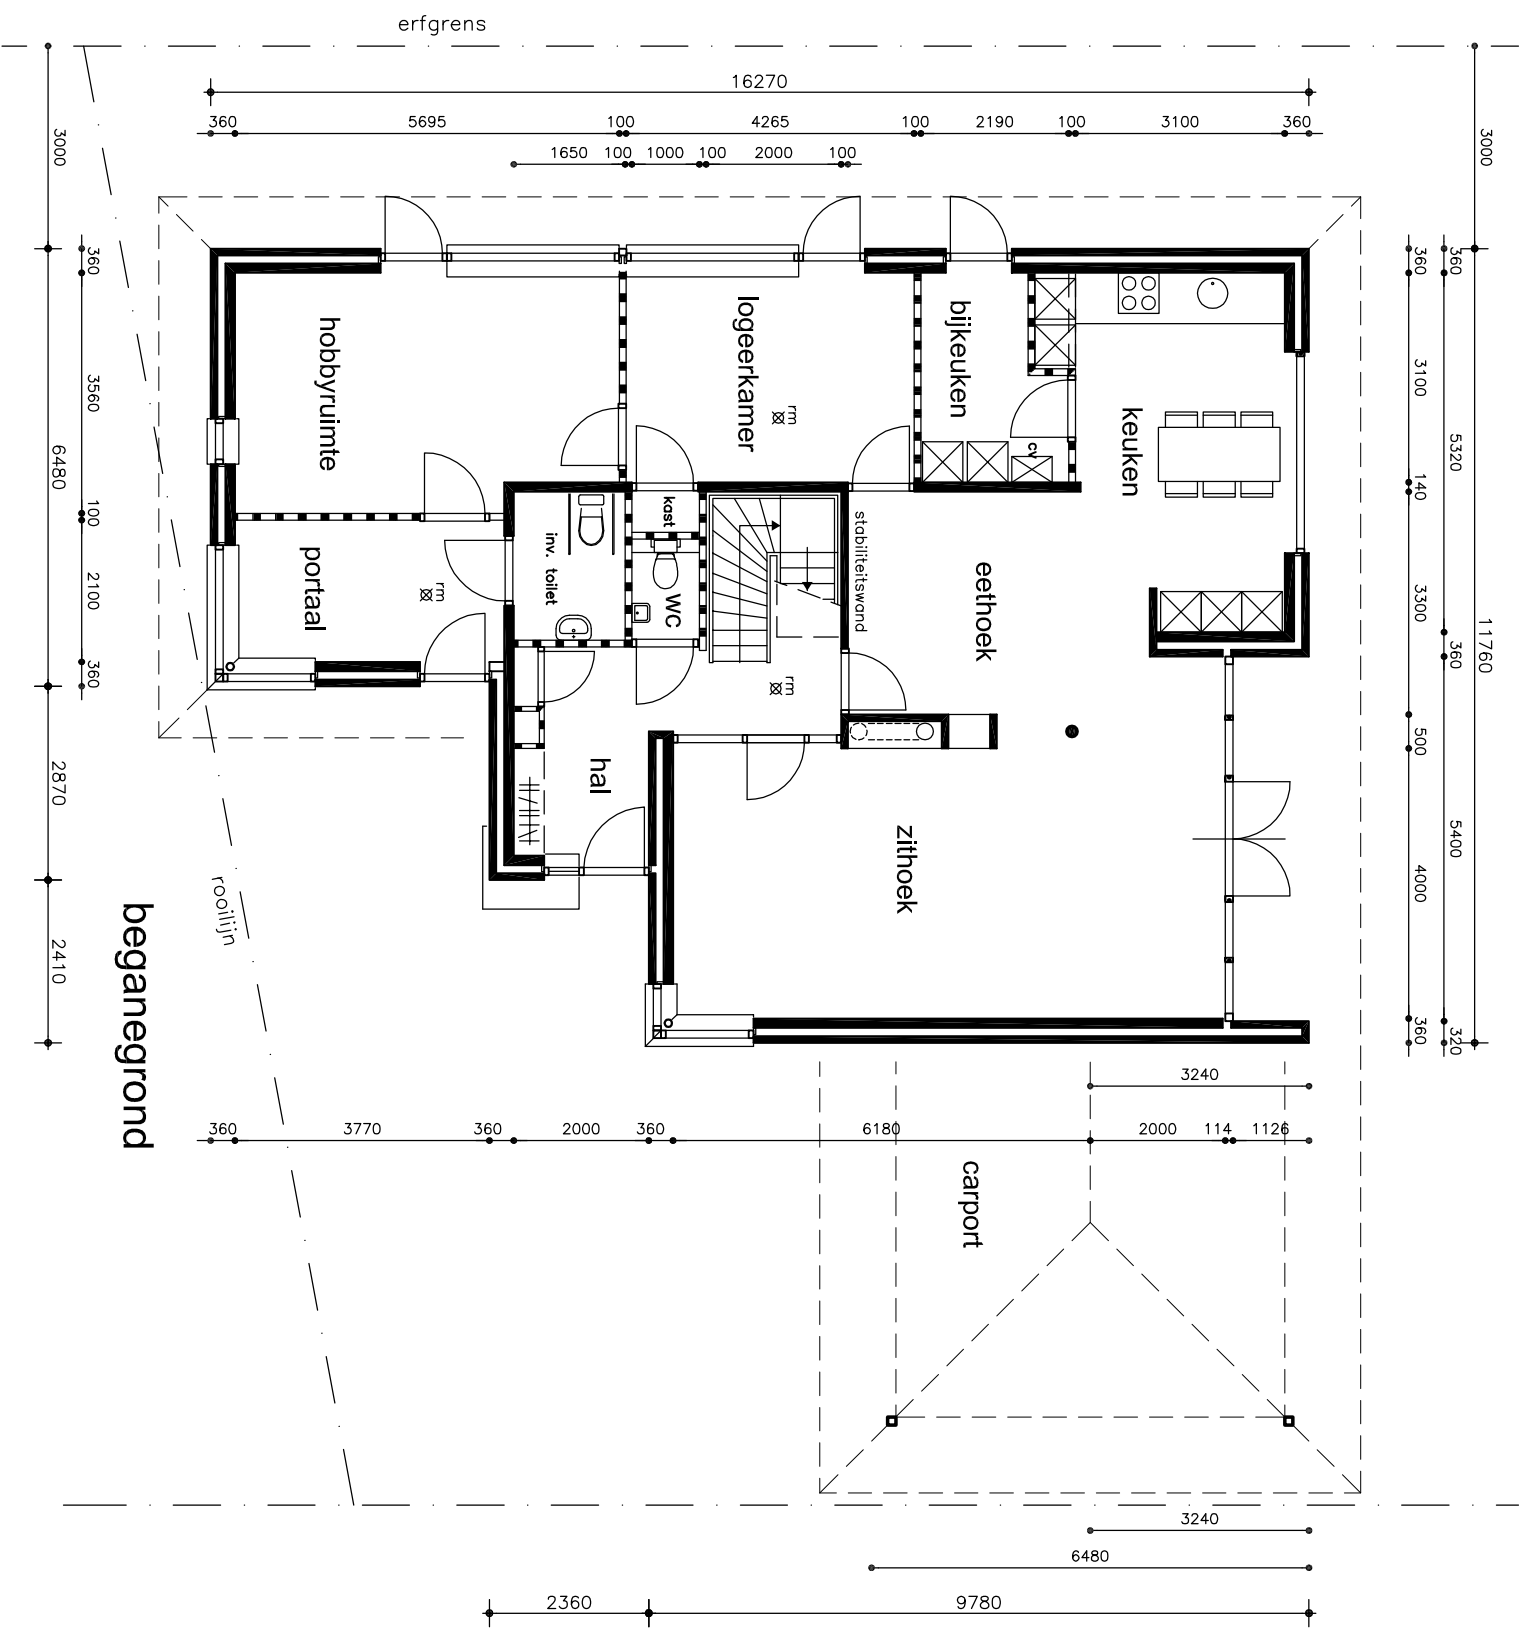 erfgrens
16270
360 5695 100 4265 100 2190 100 3100 360
1650 100 1000 100 2000 100
3000
3000
360
3560
100
2100
360
6480
2870
2410
360
3100
140
3300
500
4000
360
360
5320
360
5400
320
11760
hobbyruimte
logeerkamer
rm
bijkeuken
keuken
cv
kast
stabiliteitswand
inv. toilet
wc
portaal
rm
eethoek
rm
hal
zithoek
rooilijn
beganegrond
3240
360 3770 360 2000 360 6180 2000 114 1126
carport
3240
6480
2360 9780